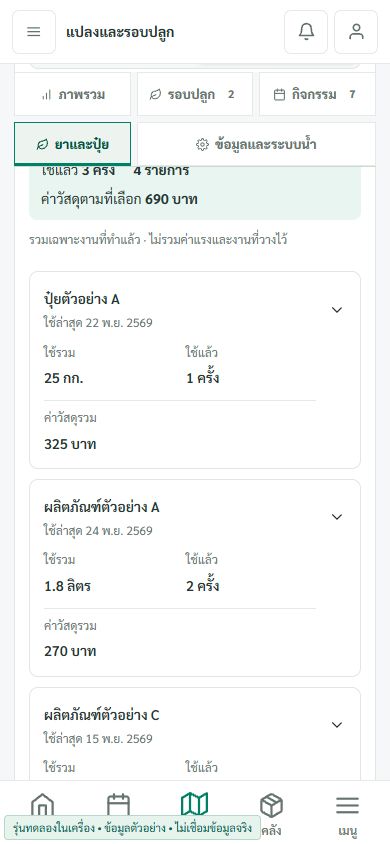 แปลงและรอบปลูก
ภาพรวม
รอบปลูก 2
กิจกรรม 7
ยาและปุ๋ย
ข้อมูลและระบบน้ำ
ใช้แล้ว 3 ครั้ง 4 รายการ
ค่าวัสดุตามที่เลือก 690 บาท
รวมเฉพาะงานที่ทำแล้ว · ไม่รวมค่าแรงและงานที่วางไว้
ปุ๋ยตัวอย่าง A
ใช้ล่าสุด 22 พ.ย. 2569
ใช้รวม ใช้แล้ว
25 กก. 1 ครั้ง
ค่าวัสดุรวม
325 บาท
ผลิตภัณฑ์ตัวอย่าง A
ใช้ล่าสุด 24 พ.ย. 2569
ใช้รวม ใช้แล้ว
1.8 ลิตร 2 ครั้ง
ค่าวัสดุรวม
270 บาท
ผลิตภัณฑ์ตัวอย่าง C
ใช้ล่าสุด 15 พ.ย. 2569
ใช้รวม ใช้แล้ว
รุ่นทดลองในเครื่อง • ข้อมูลตัวอย่าง • ไม่เชื่อมข้อมูลจริง
คลัง
เมนู